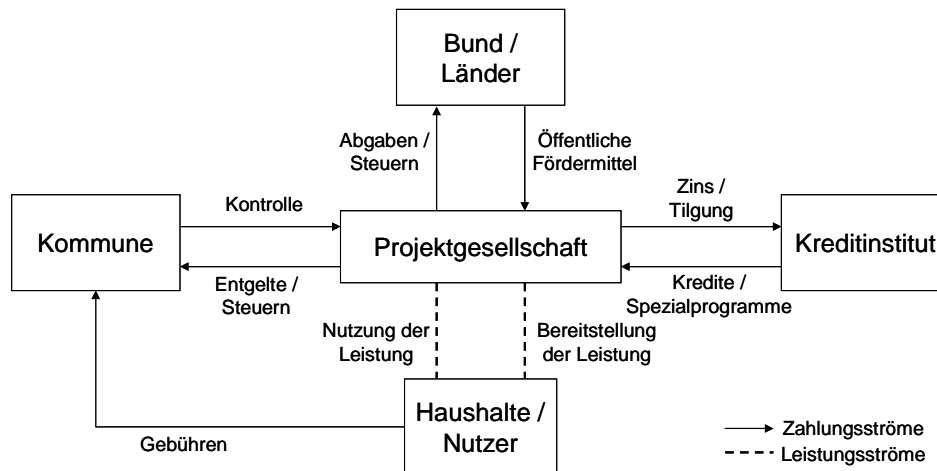 Bund /
Länder
Abgaben /
Steuern
Öffentliche
Fördermittel
Kommune
Kontrolle
Entgelte /
Steuern
Projektgesellschaft
Zins /
Tilgung
Kredite /
Spezialprogramme
Kreditinstitut
Nutzung der
Leistung
Bereitstellung
der Leistung
Haushalte /
Nutzer
Gebühren
Zahlungsströme
Leistungsströme